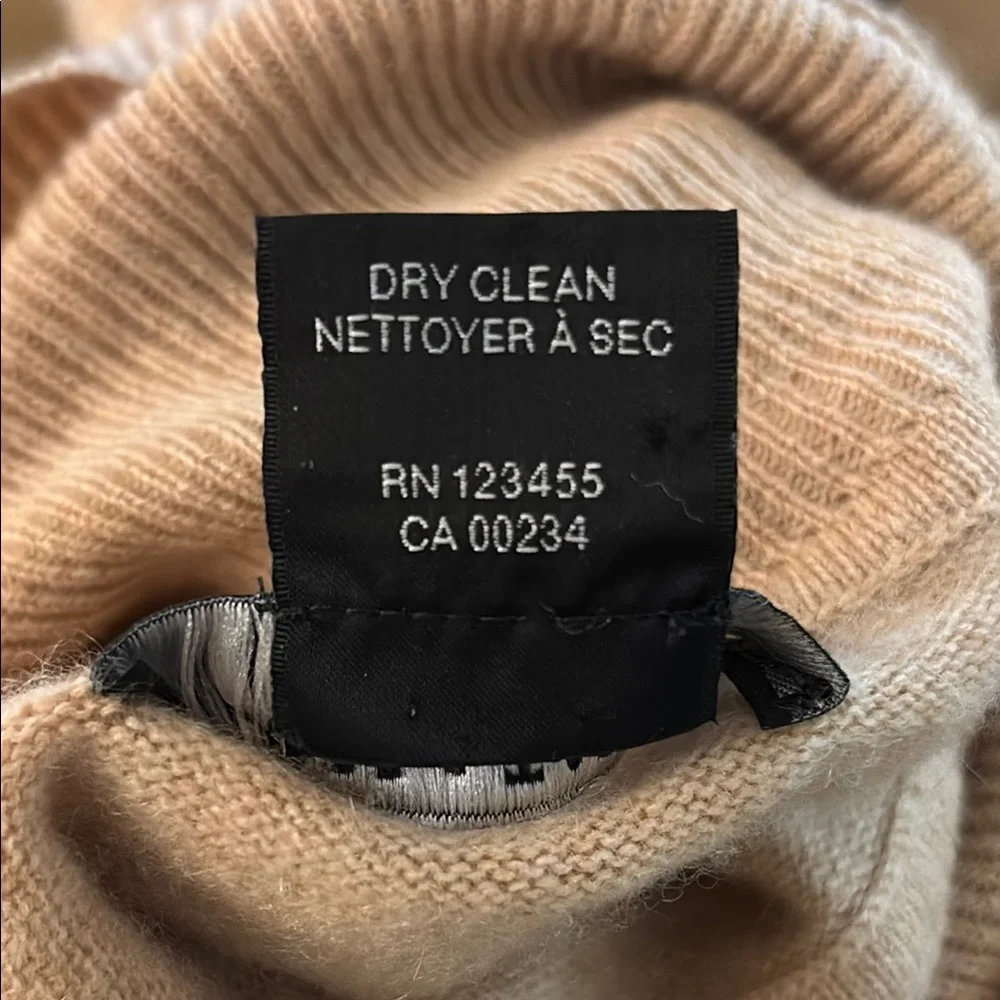 DRY CLEAN
NETTOYER À SEC
RN 123455
CA 00234